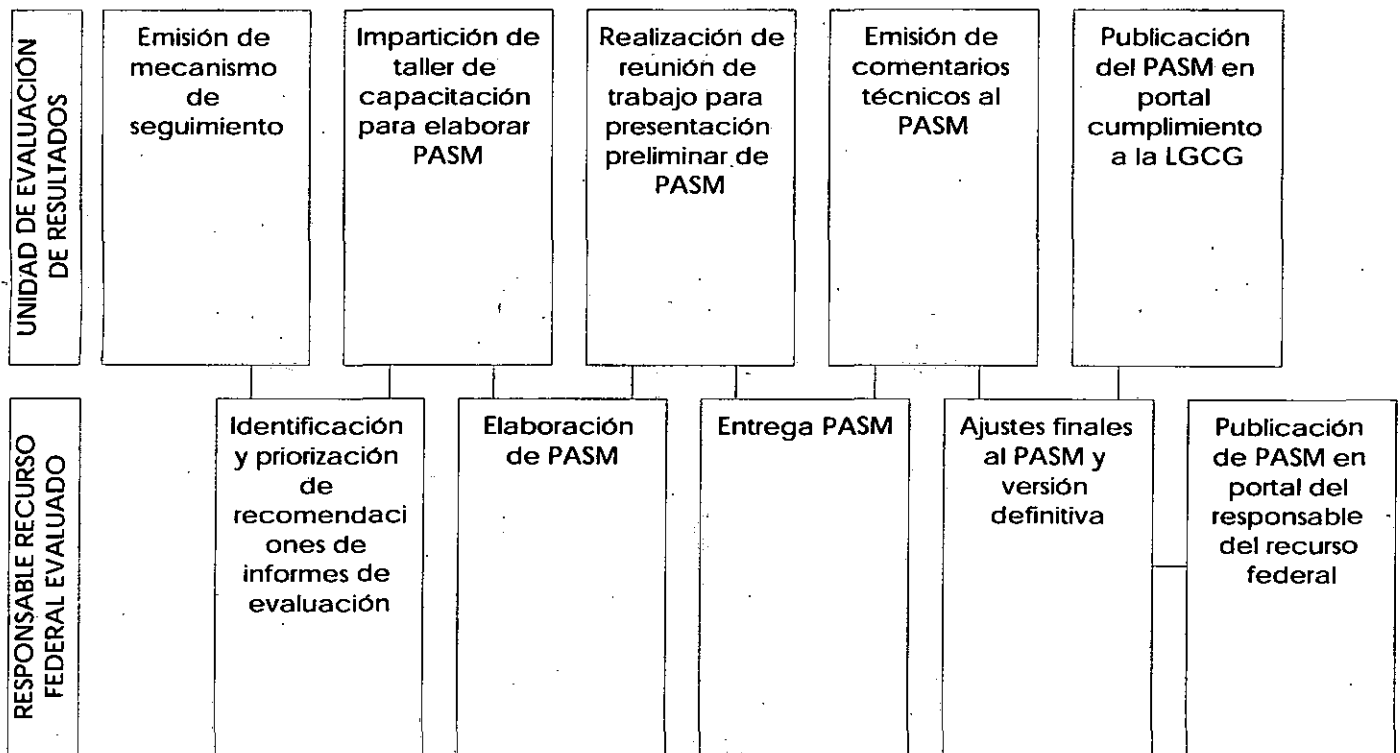 UNIDAD DE EVALUACIÓN
DE RESULTADOS
Emisión de
mecanismo
de
seguimiento
Impartición de
taller de
capacitación
para elaborar
PASM
Realización de
reunión de
trabajo para
presentación
preliminar de
PASM
Emisión de
comentarios
técnicos al
PASM
Publicación
del PASM en
portal
cumplimiento
a la LGCG
RESPONSABLE RECURSO
FEDERAL EVALUADO
Identificación
y priorización
de
recomendaci
ones de
informes de
evaluación
Elaboración
de PASM
Entrega PASM
Ajustes finales
al PASM y
versión
definitiva
Publicación
de PASM en
portal del
responsable
del recurso
federal